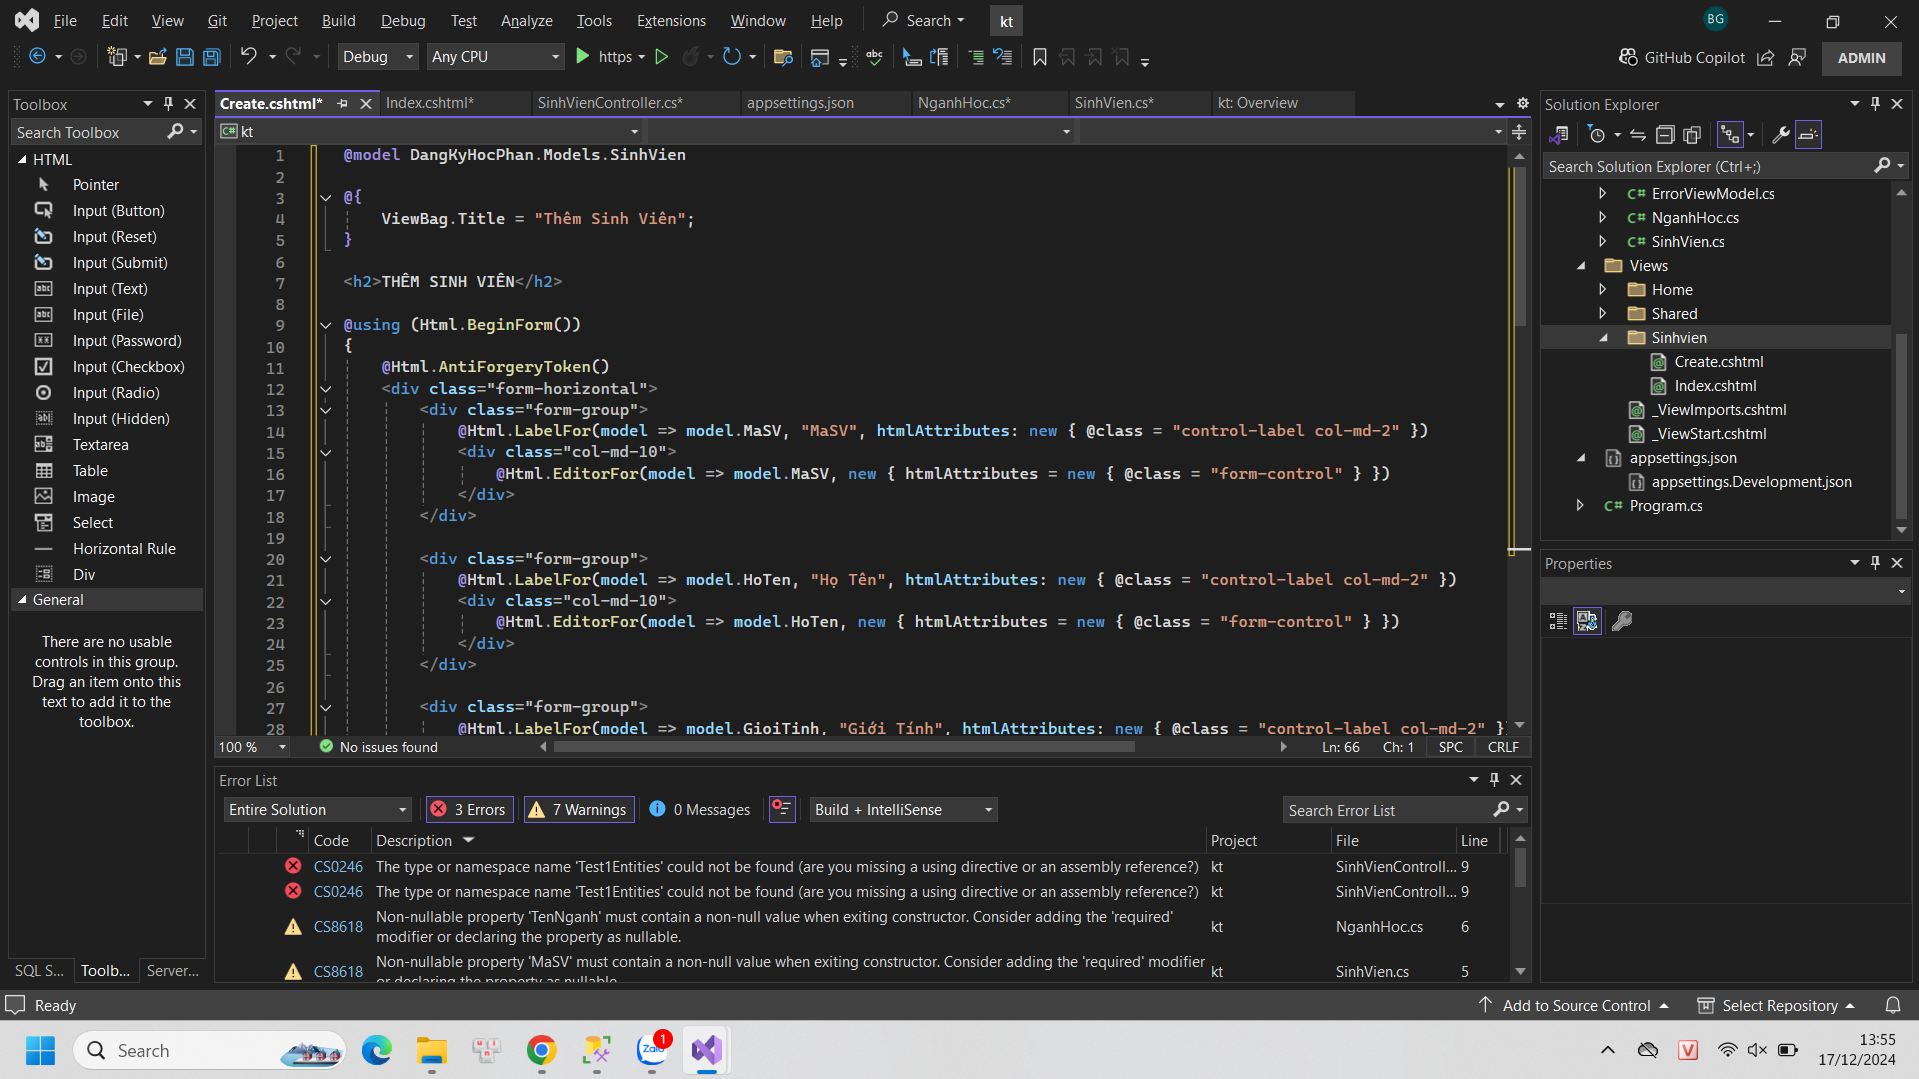 File Edit View Git Project Build Debug Test Analyze Tools Extensions Window Help Search kt BG
Debug Any CPU https GitHub Copilot ADMIN
Toolbox
Search Toolbox
HTML
Pointer
Input (Button)
Input (Reset)
Input (Submit)
Input (Text)
Input (File)
Input (Password)
Input (Checkbox)
Input (Radio)
Input (Hidden)
Textarea
Table
Image
Select
Horizontal Rule
Div
General
There are no usable
controls in this group.
Drag an item onto this
text to add it to the
toolbox.
SQL S... Toolb... Server...
Create.cshtml* Index.cshtml* SinhVienController.cs* appsettings.json NganhHoc.cs* SinhVien.cs* kt: Overview
kt
1 @model DangKyHocPhan.Models.SinhVien
2
3 @{
4 ViewBag.Title = "Thêm Sinh Viên";
5 }
6
7 <h2>THÊM SINH VIÊN</h2>
8
9 @using (Html.BeginForm())
10 {
11 @Html.AntiForgeryToken()
12 <div class="form-horizontal">
13 <div class="form-group">
14 @Html.LabelFor(model => model.MaSV, "MaSV", htmlAttributes: new { @class = "control-label col-md-2" })
15 <div class="col-md-10">
16 @Html.EditorFor(model => model.MaSV, new { htmlAttributes = new { @class = "form-control" } })
17 </div>
18 </div>
19
20 <div class="form-group">
21 @Html.LabelFor(model => model.HoTen, "Họ Tên", htmlAttributes: new { @class = "control-label col-md-2" })
22 <div class="col-md-10">
23 @Html.EditorFor(model => model.HoTen, new { htmlAttributes = new { @class = "form-control" } })
24 </div>
25 </div>
26
27 <div class="form-group">
28 @Html.LabelFor(model => model.GioiTinh, "Giới Tính", htmlAttributes: new { @class = "control-label col-md-2" }
100 % No issues found Ln: 66 Ch: 1 SPC CRLF
Error List
Entire Solution 3 Errors 7 Warnings 0 Messages Build + IntelliSense Search Error List
Code Description Project File Line
CS0246 The type or namespace name 'Test1Entities' could not be found (are you missing a using directive or an assembly reference?) kt SinhVienControll... 9
CS0246 The type or namespace name 'Test1Entities' could not be found (are you missing a using directive or an assembly reference?) kt SinhVienControll... 9
CS8618 Non-nullable property 'TenNganh' must contain a non-null value when exiting constructor. Consider adding the 'required' kt NganhHoc.cs 6
modifier or declaring the property as nullable.
CS8618 Non-nullable property 'MaSV' must contain a non-null value when exiting constructor. Consider adding the 'required' modifier kt SinhVien.cs 5
or declaring the property as nullable.
Solution Explorer
Search Solution Explorer (Ctrl+;)
C# ErrorViewModel.cs
C# NganhHoc.cs
C# SinhVien.cs
Views
Home
Shared
Sinhvien
Create.cshtml
Index.cshtml
_ViewImports.cshtml
_ViewStart.cshtml
appsettings.json
appsettings.Development.json
C# Program.cs
Properties
Ready Add to Source Control Select Repository
Search
Zalo 1
V
13:55
17/12/2024